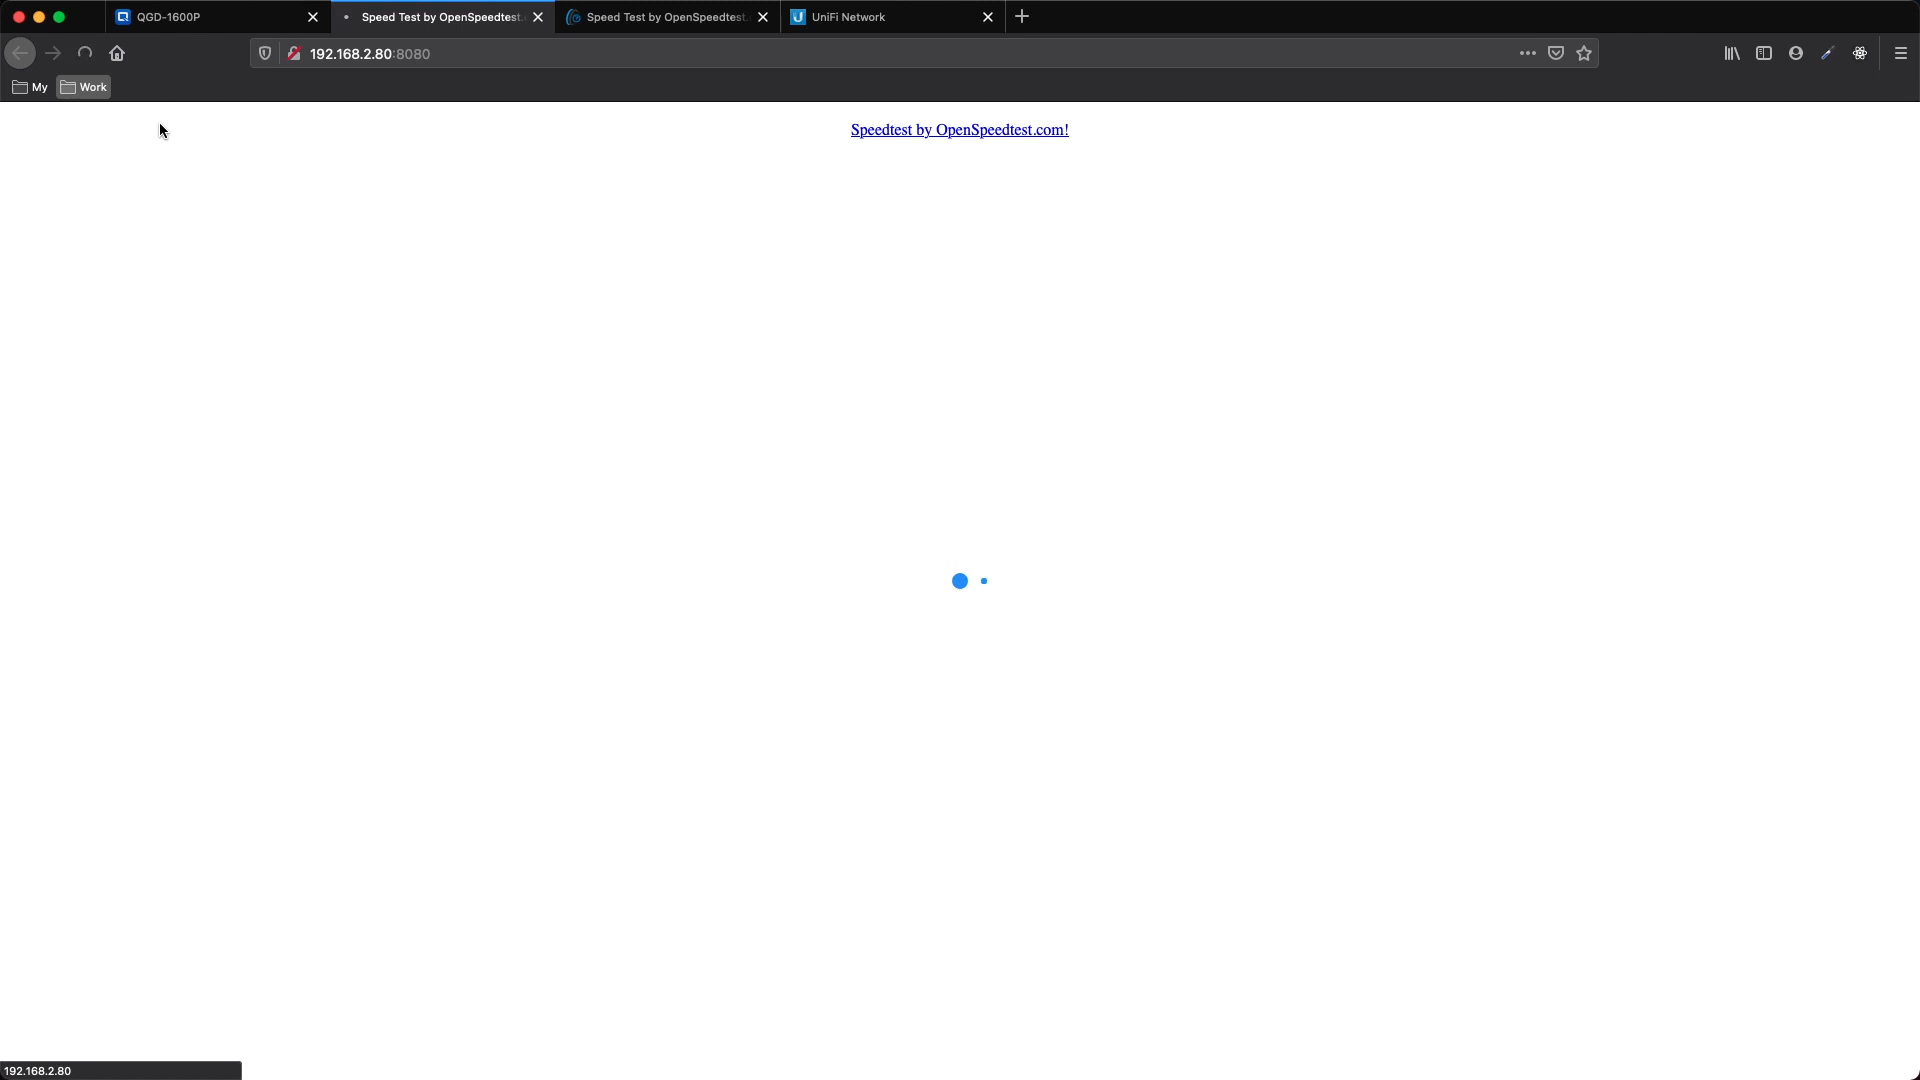 QGD-1600P
Speed Test by OpenSpeedtest.
Speed Test by OpenSpeedtest.
UniFi Network
192.168.2.80:8080
My
Work
Speedtest by OpenSpeedtest.com!
192.168.2.80